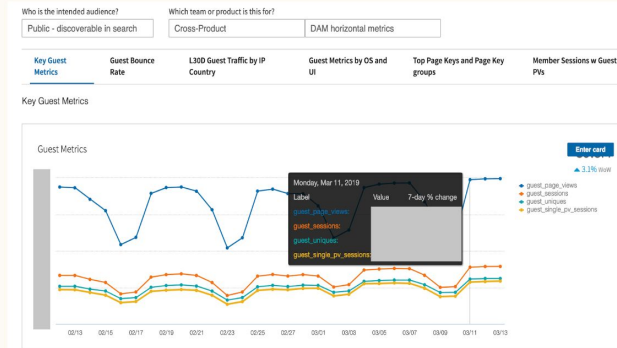 Who is the intended audience?
Which team or product is this for?
Public - discoverable in search
Cross-Product
DAM horizontal metrics
Key Guest Metrics
Guest Bounce Rate
L30D Guest Traffic by IP Country
Guest Metrics by OS and UI
Top Page Keys and Page Key groups
Member Sessions w Guest PVs
Key Guest Metrics
Guest Metrics
Enter card
▲ 3.1% WoW
guest_page_views
guest_sessions
guest_uniques
guest_single_pv_sessions
Monday, Mar 11, 2019
Label Value 7-day % change
guest_page_views:
guest_sessions:
guest_uniques:
guest_single_pv_sessions:
02/13 02/15 02/17 02/19 02/21 02/23 02/25 02/27 03/01 03/03 03/05 03/07 03/09 03/11 03/13